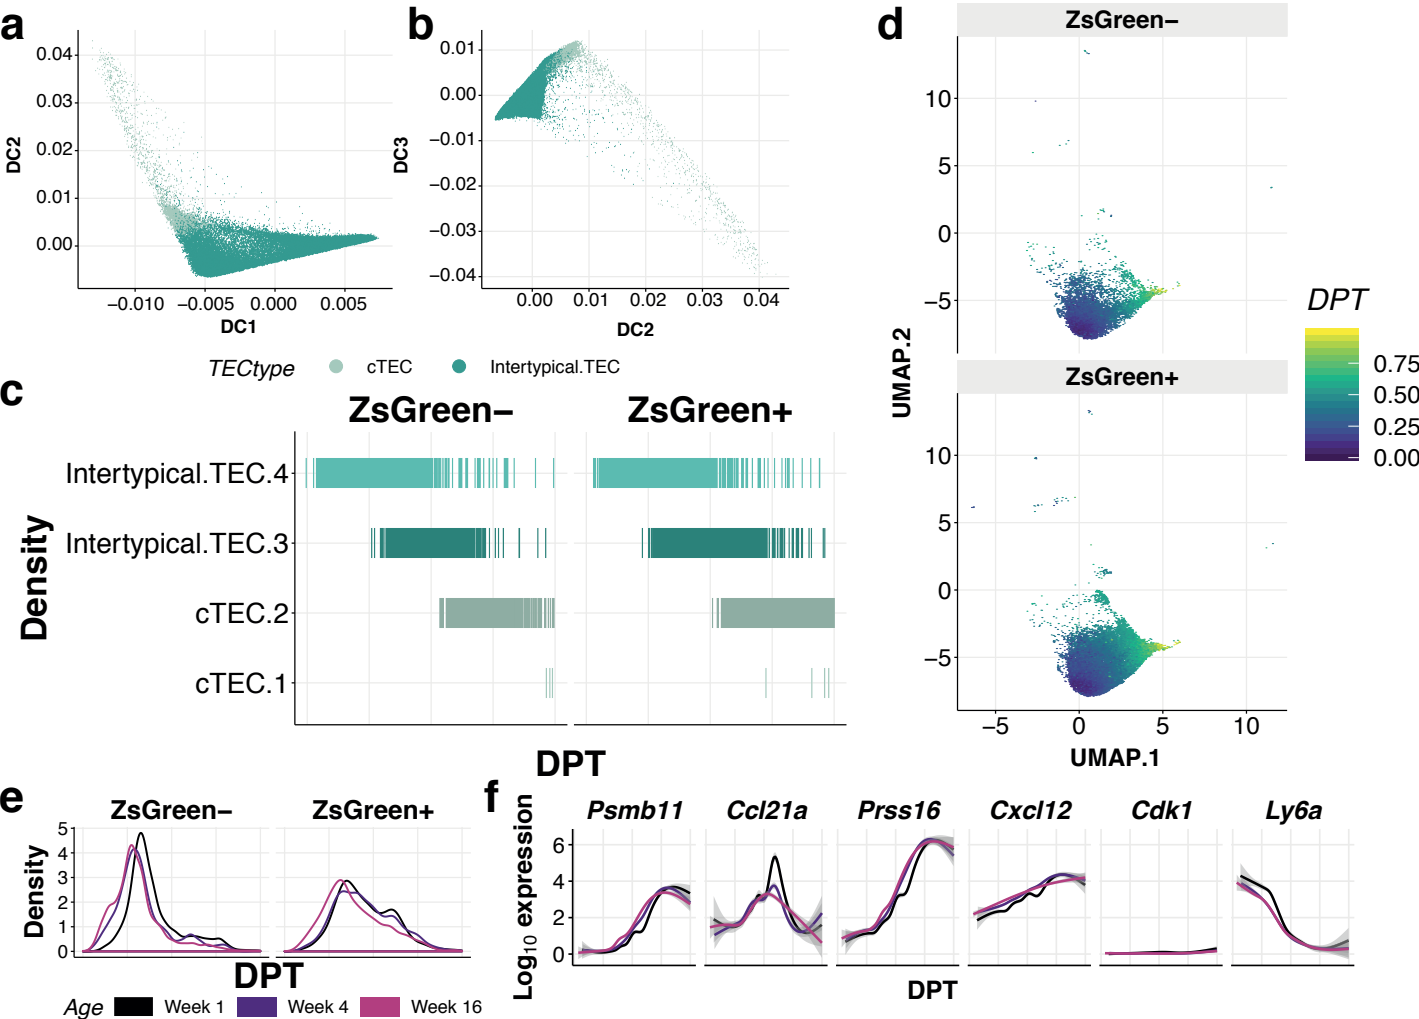 a
0.04
0.03
0.02
0.01
0.00
DC2
−0.010
−0.005
0.000
0.005
DC1
b
0.01
0.00
−0.01
−0.02
−0.03
−0.04
DC3
0.00
0.01
0.02
0.03
0.04
DC2
TECtype
cTEC
Intertypical.TEC
c
ZsGreen−
ZsGreen+
Density
Intertypical.TEC.4
Intertypical.TEC.3
cTEC.2
cTEC.1
DPT
d
ZsGreen−
10
5
0
−5
UMAP.2
ZsGreen+
10
5
0
−5
−5
0
5
10
UMAP.1
DPT
0.75
0.50
0.25
0.00
e
ZsGreen−
ZsGreen+
Density
5
4
3
2
1
0
DPT
Age
Week 1
Week 4
Week 16
f
Log10 expression
Psmb11
Ccl21a
Prss16
Cxcl12
Cdk1
Ly6a
6
4
2
0
DPT